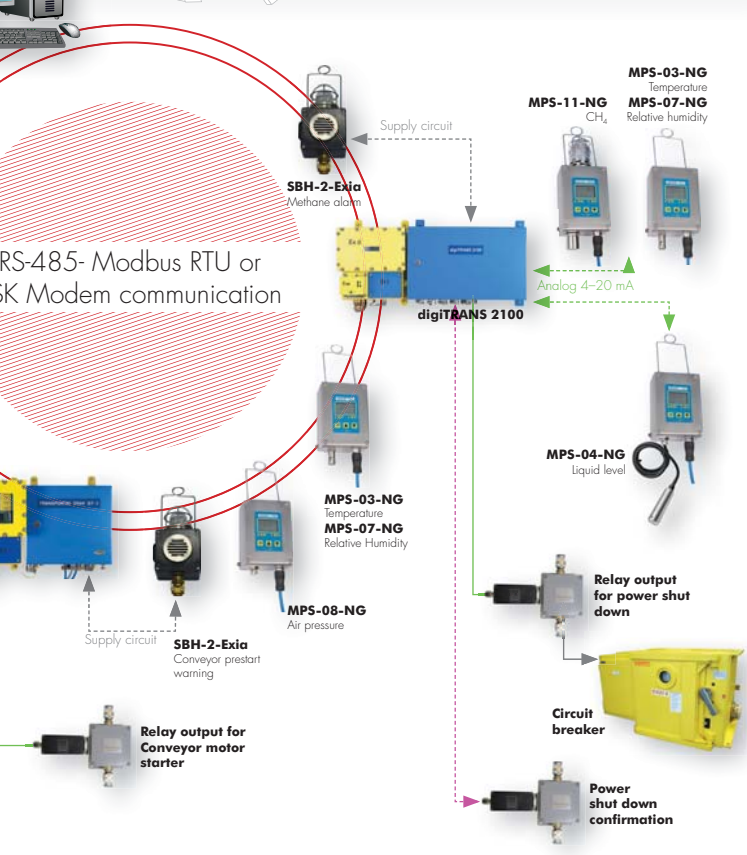 MPS-03-NG
Temperature
MPS-07-NG
Relative humidity
MPS-11-NG
CH₄
Supply circuit
SBH-2-Exia
Methane alarm
RS-485- Modbus RTU or
SK Modem communication
digiTRANS 2100
Analog 4–20 mA
MPS-04-NG
Liquid level
MPS-03-NG
Temperature
MPS-07-NG
Relative Humidity
MPS-08-NG
Air pressure
Supply circuit
SBH-2-Exia
Conveyor prestart
warning
Relay output
for power shut
down
Circuit
breaker
Relay output for
Conveyor motor
starter
Power
shut down
confirmation